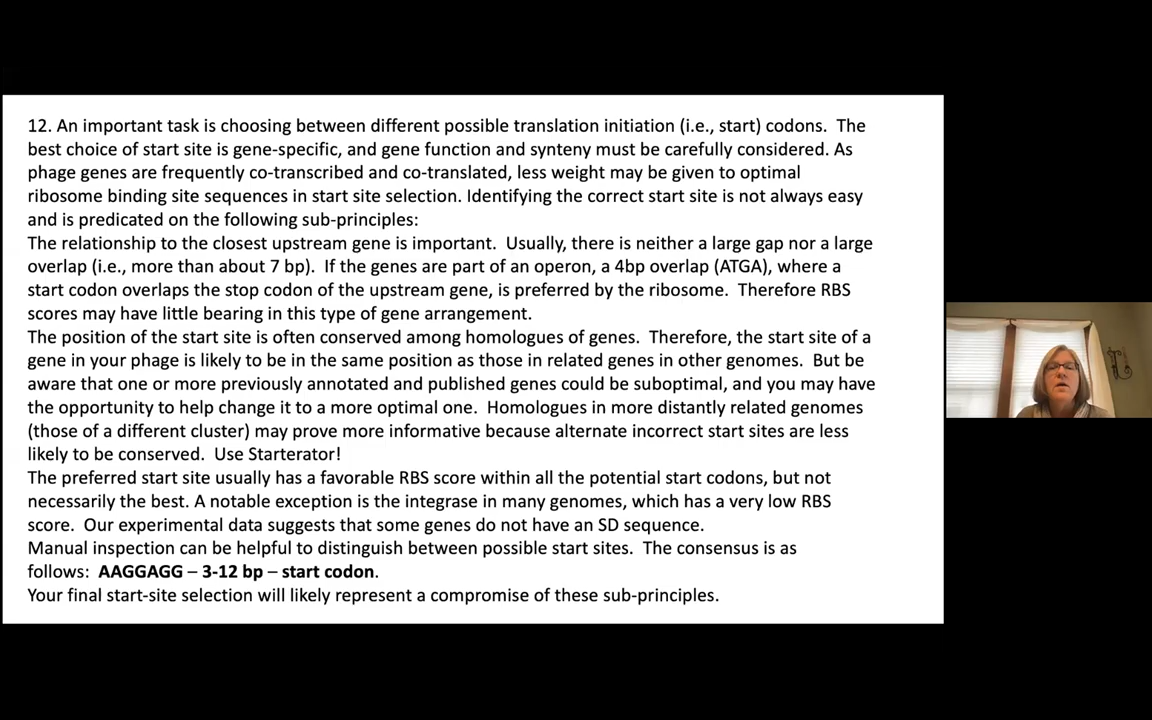 12. An important task is choosing between different possible translation initiation (i.e., start) codons.  The
best choice of start site is gene-specific, and gene function and synteny must be carefully considered. As
phage genes are frequently co-transcribed and co-translated, less weight may be given to optimal
ribosome binding site sequences in start site selection. Identifying the correct start site is not always easy
and is predicated on the following sub-principles:
The relationship to the closest upstream gene is important.  Usually, there is neither a large gap nor a large
overlap (i.e., more than about 7 bp).  If the genes are part of an operon, a 4bp overlap (ATGA), where a
start codon overlaps the stop codon of the upstream gene, is preferred by the ribosome.  Therefore RBS
scores may have little bearing in this type of gene arrangement.
The position of the start site is often conserved among homologues of genes.  Therefore, the start site of a
gene in your phage is likely to be in the same position as those in related genes in other genomes.  But be
aware that one or more previously annotated and published genes could be suboptimal, and you may have
the opportunity to help change it to a more optimal one.  Homologues in more distantly related genomes
(those of a different cluster) may prove more informative because alternate incorrect start sites are less
likely to be conserved.  Use Starterator!
The preferred start site usually has a favorable RBS score within all the potential start codons, but not
necessarily the best. A notable exception is the integrase in many genomes, which has a very low RBS
score.  Our experimental data suggests that some genes do not have an SD sequence.
Manual inspection can be helpful to distinguish between possible start sites.  The consensus is as
follows:  AAGGAGG – 3-12 bp – start codon.
Your final start-site selection will likely represent a compromise of these sub-principles.